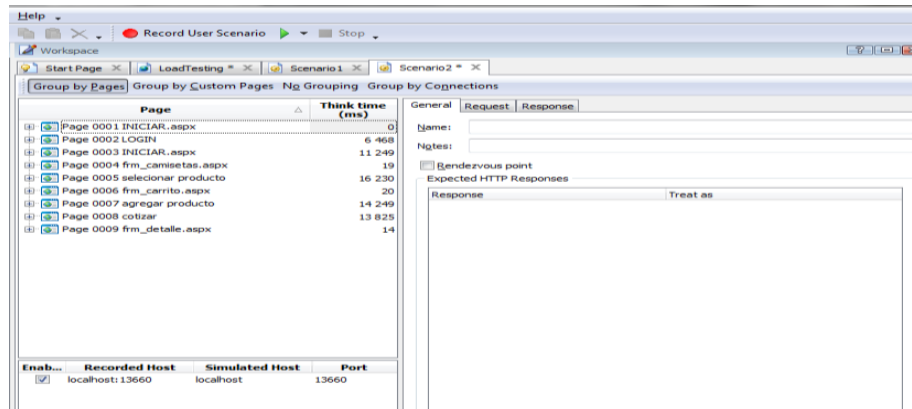 Help
Record User Scenario Stop
Workspace
Start Page LoadTesting * Scenario1 Scenario2 *
Group by Pages Group by Custom Pages No Grouping Group by Connections
Page Think time (ms)
Page 0001 INICIAR.aspx 0
Page 0002 LOGIN 6 468
Page 0003 INICIAR.aspx 11 249
Page 0004 frm_camisetas.aspx 19
Page 0005 selecionar producto 16 230
Page 0006 frm_carrito.aspx 20
Page 0007 agregar producto 14 249
Page 0008 cotizar 13 825
Page 0009 frm_detalle.aspx 14
General Request Response
Name:
Notes:
Rendezvous point
Expected HTTP Responses
Response Treat as
Enab... Recorded Host Simulated Host Port
localhost:13660 localhost 13660